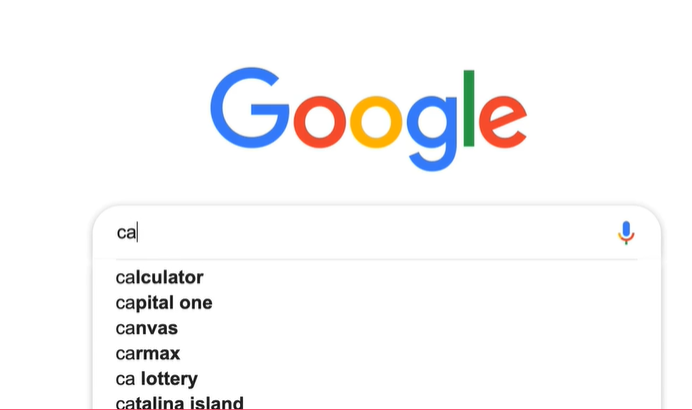 Google
ca
calculator
capital one
canvas
carmax
ca lottery
catalina island